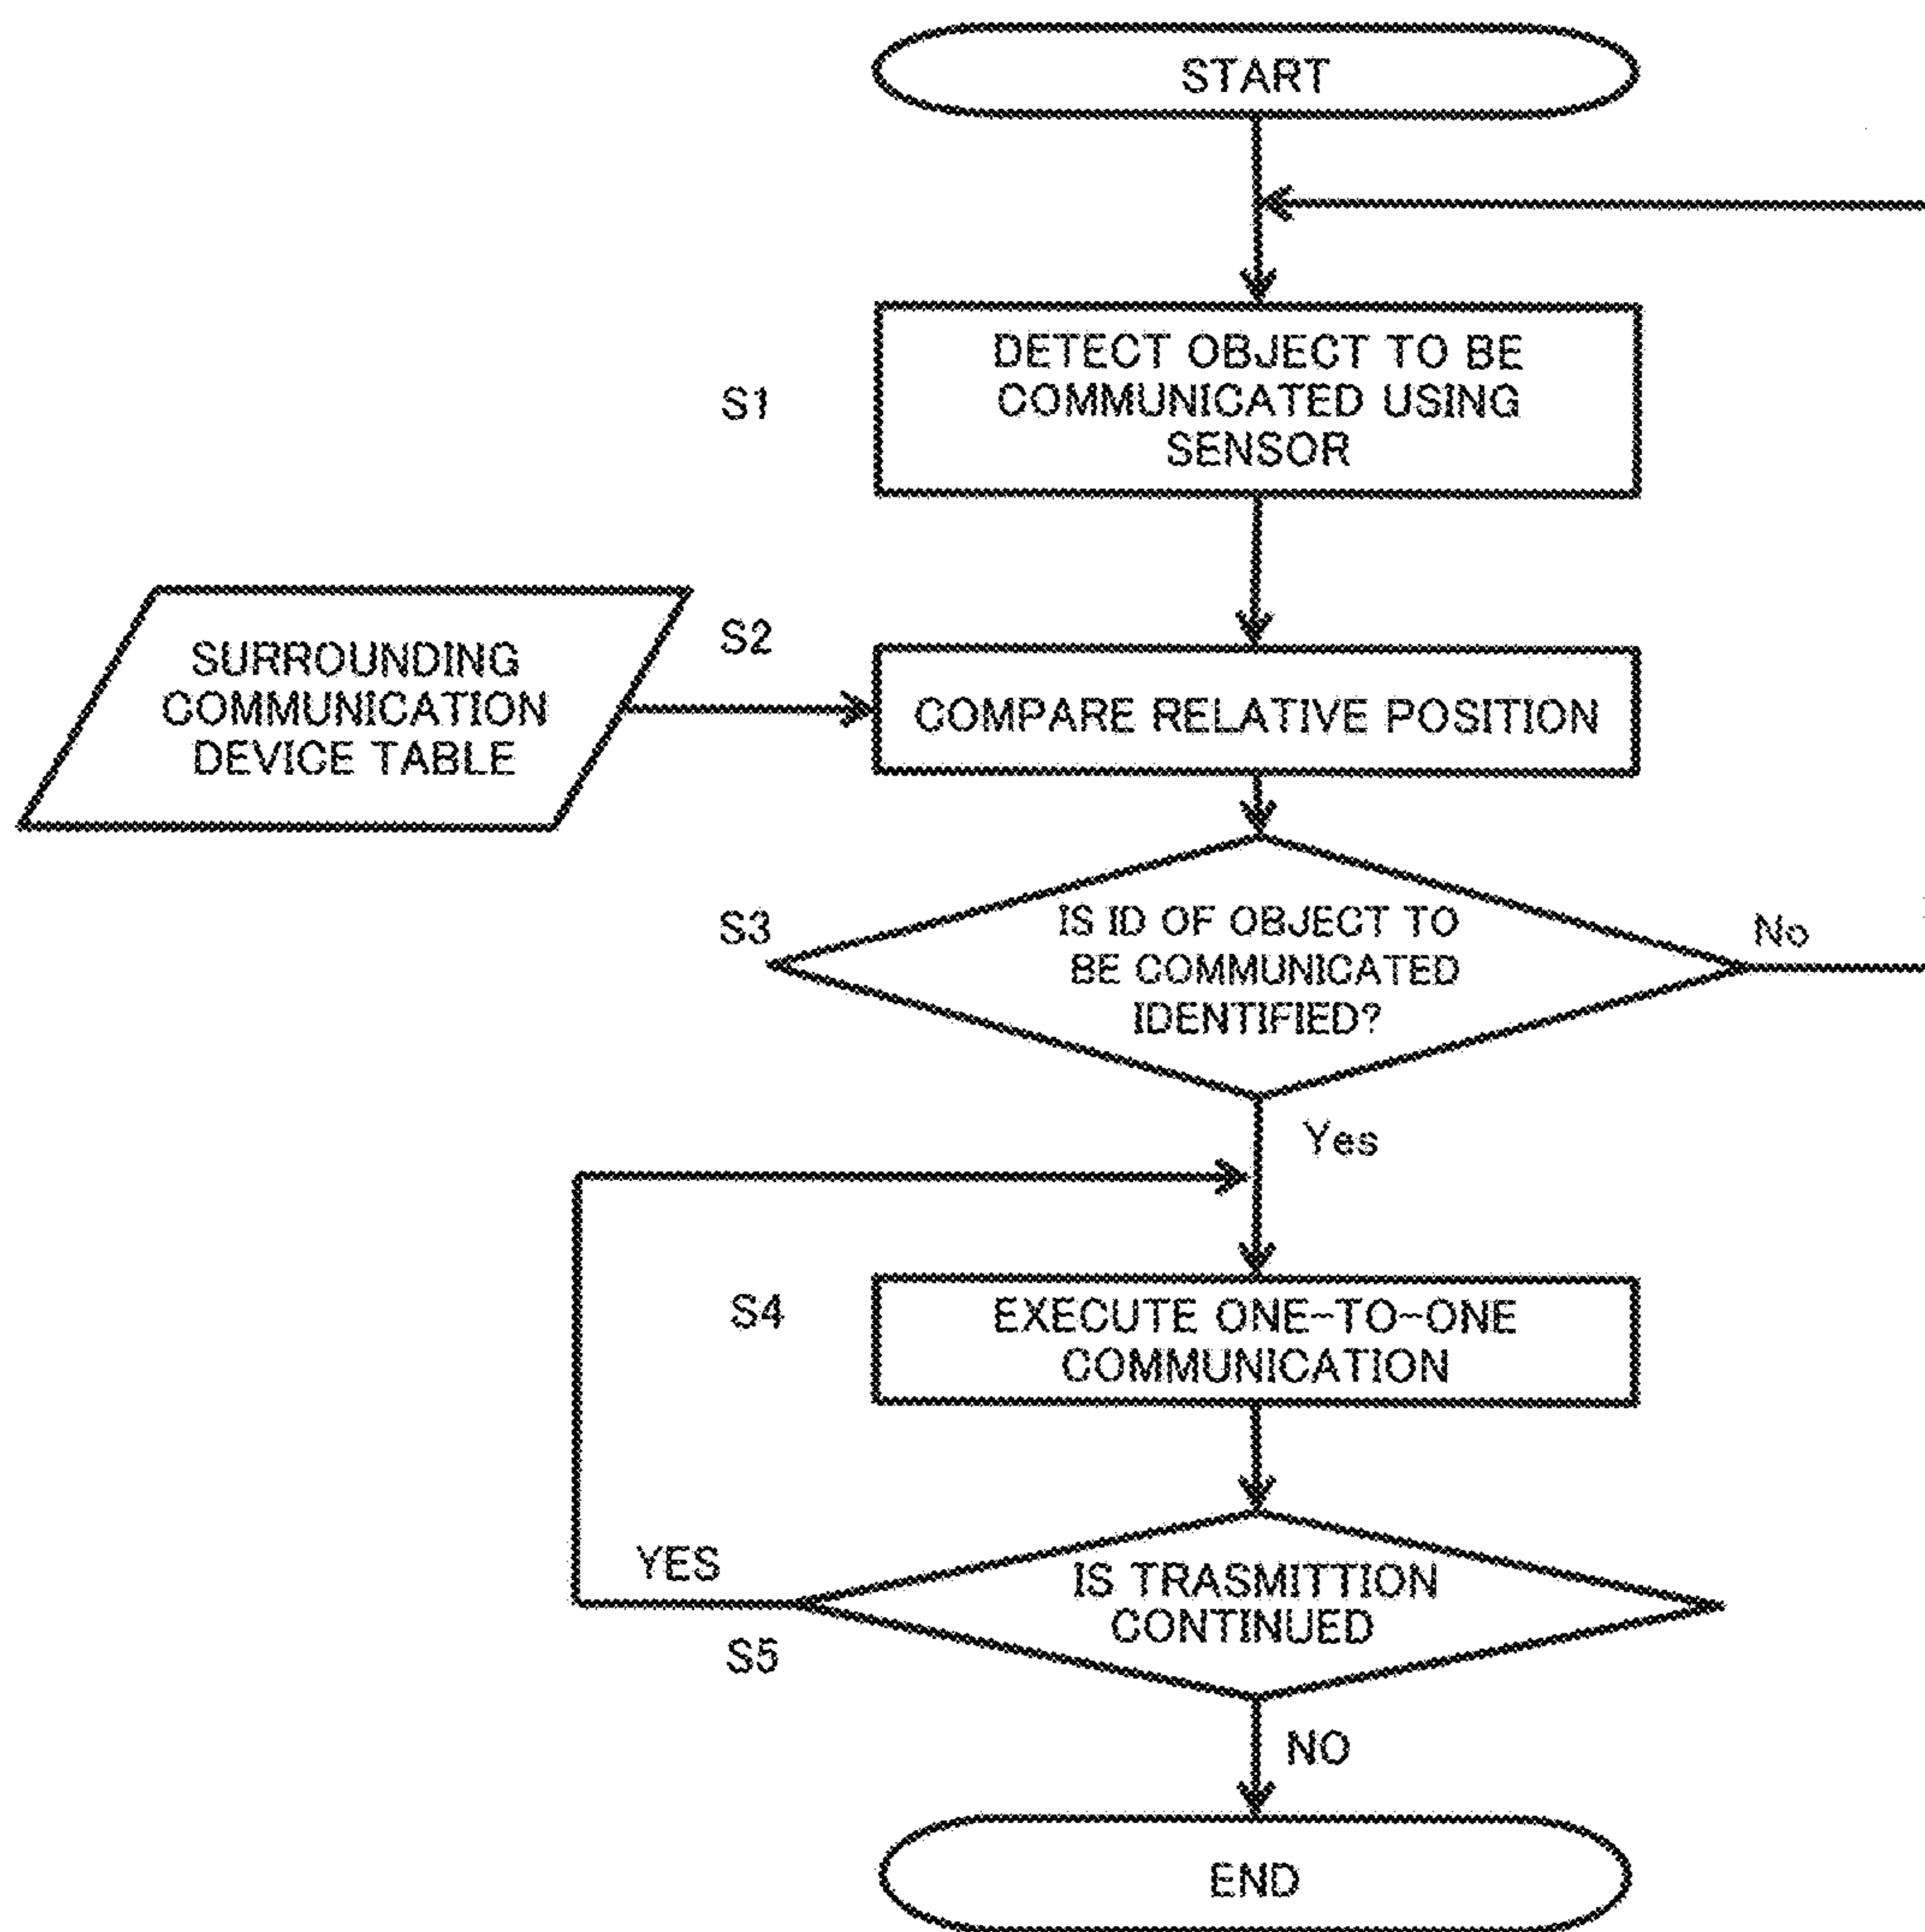 START
S1
DETECT OBJECT TO BE
COMMUNICATED USING
SENSOR
SURROUNDING
COMMUNICATION
DEVICE TABLE
S2
COMPARE RELATIVE POSITION
S3
IS ID OF OBJECT TO
BE COMMUNICATED
IDENTIFIED?
No
Yes
S4
EXECUTE ONE-TO-ONE
COMMUNICATION
YES
S5
IS TRASMITTION
CONTINUED
NO
END